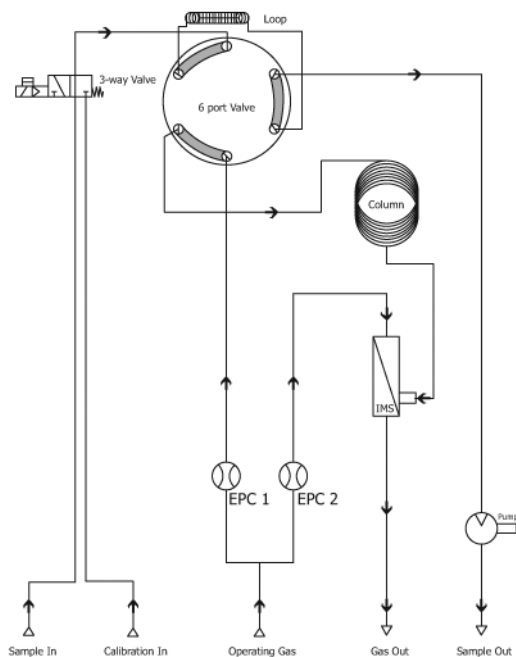 Loop
3-way Valve
6 port Valve
Column
IMS
EPC 1
EPC 2
Pump
Sample In
Calibration In
Operating Gas
Gas Out
Sample Out